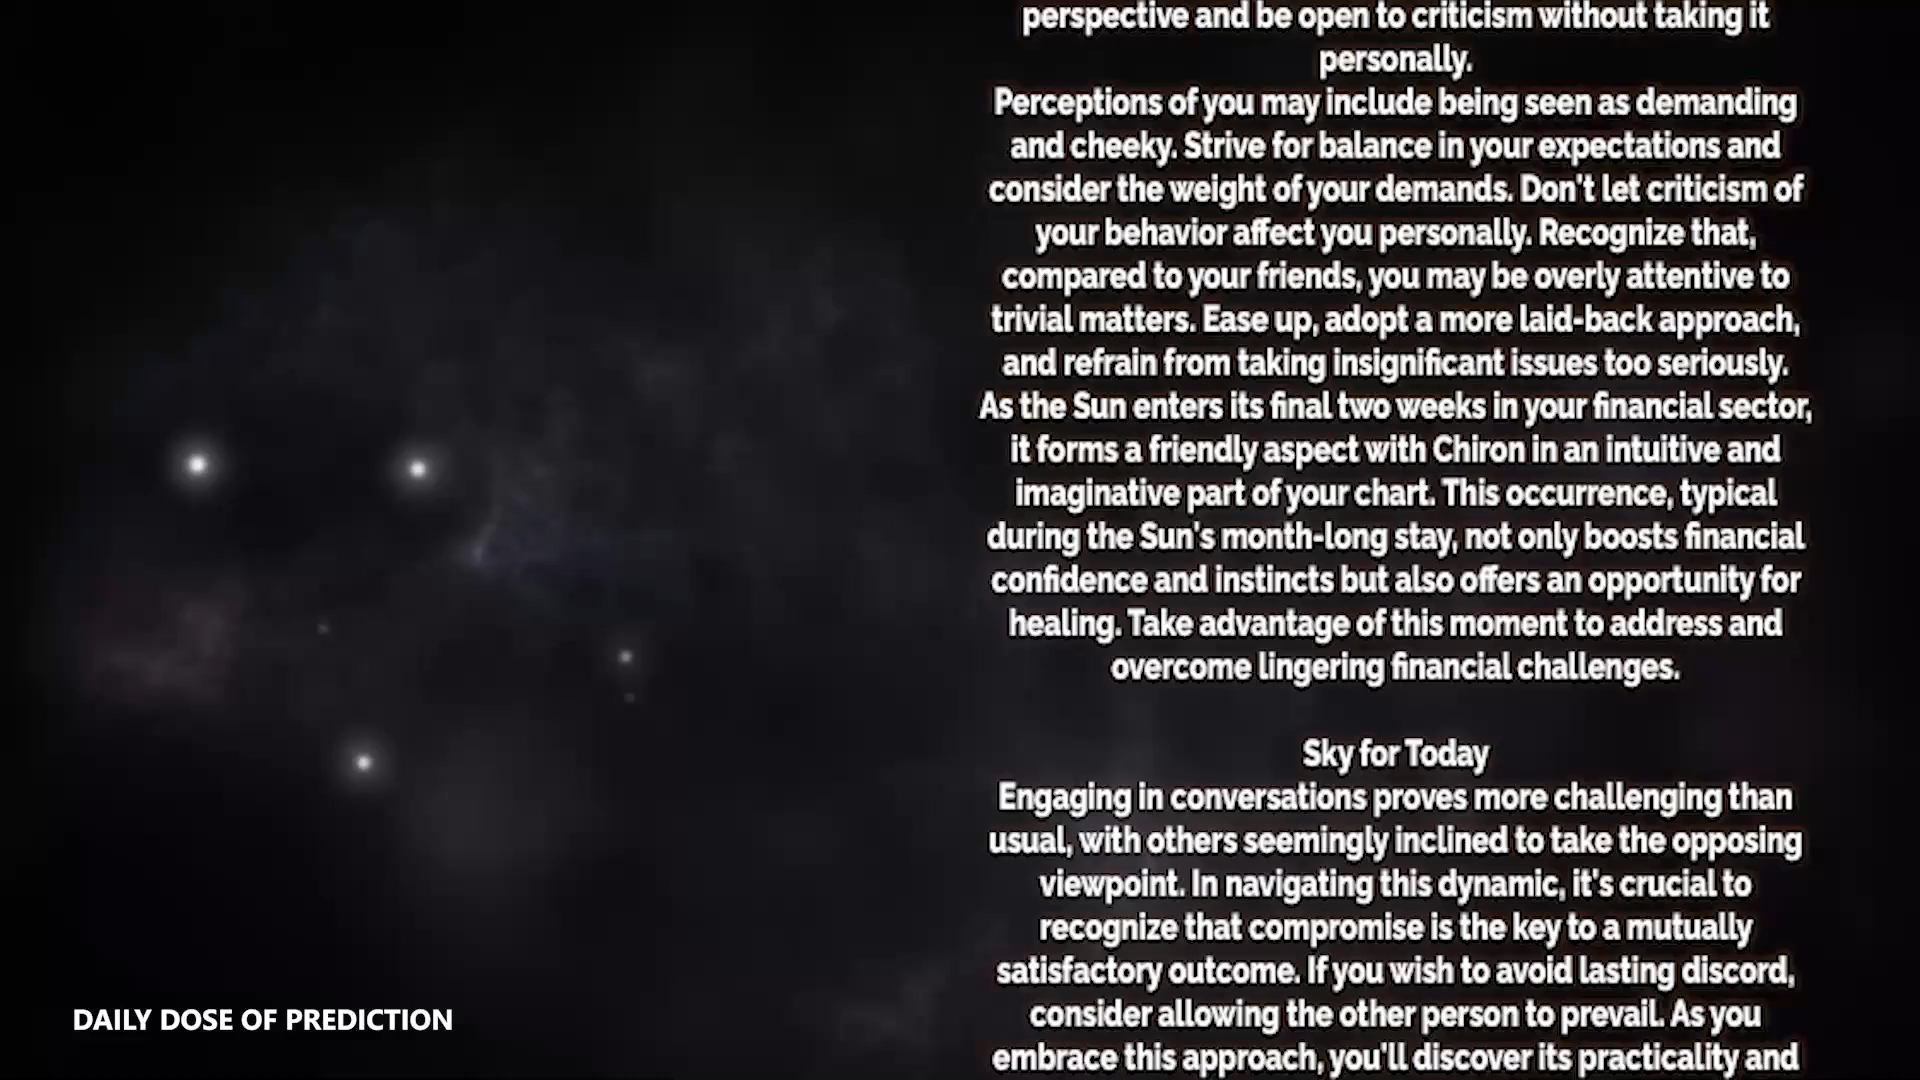 perspective and be open to criticism without taking it
personally.
Perceptions of you may include being seen as demanding
and cheeky. Strive for balance in your expectations and
consider the weight of your demands. Don't let criticism of
your behavior affect you personally. Recognize that,
compared to your friends, you may be overly attentive to
trivial matters. Ease up, adopt a more laid-back approach,
and refrain from taking insignificant issues too seriously.
As the Sun enters its final two weeks in your financial sector,
it forms a friendly aspect with Chiron in an intuitive and
imaginative part of your chart. This occurrence, typical
during the Sun's month-long stay, not only boosts financial
confidence and instincts but also offers an opportunity for
healing. Take advantage of this moment to address and
overcome lingering financial challenges.
Sky for Today
Engaging in conversations proves more challenging than
usual, with others seemingly inclined to take the opposing
viewpoint. In navigating this dynamic, it's crucial to
recognize that compromise is the key to a mutually
satisfactory outcome. If you wish to avoid lasting discord,
consider allowing the other person to prevail. As you
embrace this approach, you'll discover its practicality and
DAILY DOSE OF PREDICTION